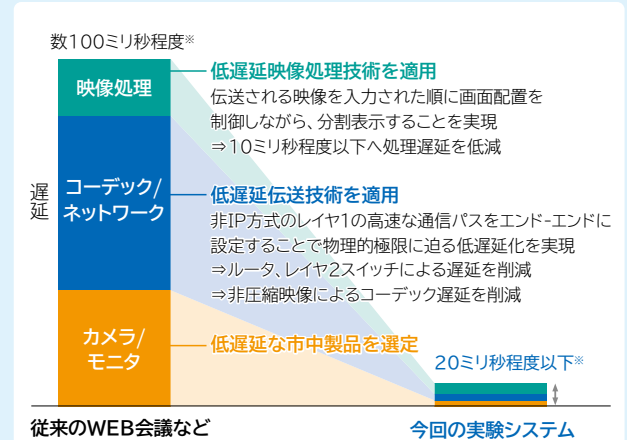 数100ミリ秒程度※
映像処理
低遅延映像処理技術を適用
伝送される映像を入力された順に画面配置を
制御しながら、分割表示することを実現
⇒10ミリ秒程度以下へ処理遅延を低減
遅延
コーデック/
ネットワーク
低遅延伝送技術を適用
非IP方式のレイヤ1の高速な通信パスをエンド-エンドに
設定することで物理的極限に迫る低遅延化を実現
⇒ルータ、レイヤ2スイッチによる遅延を削減
⇒非圧縮映像によるコーデック遅延を削減
カメラ/
モニタ
低遅延な市中製品を選定
20ミリ秒程度以下※
従来のWEB会議など
今回の実験システム